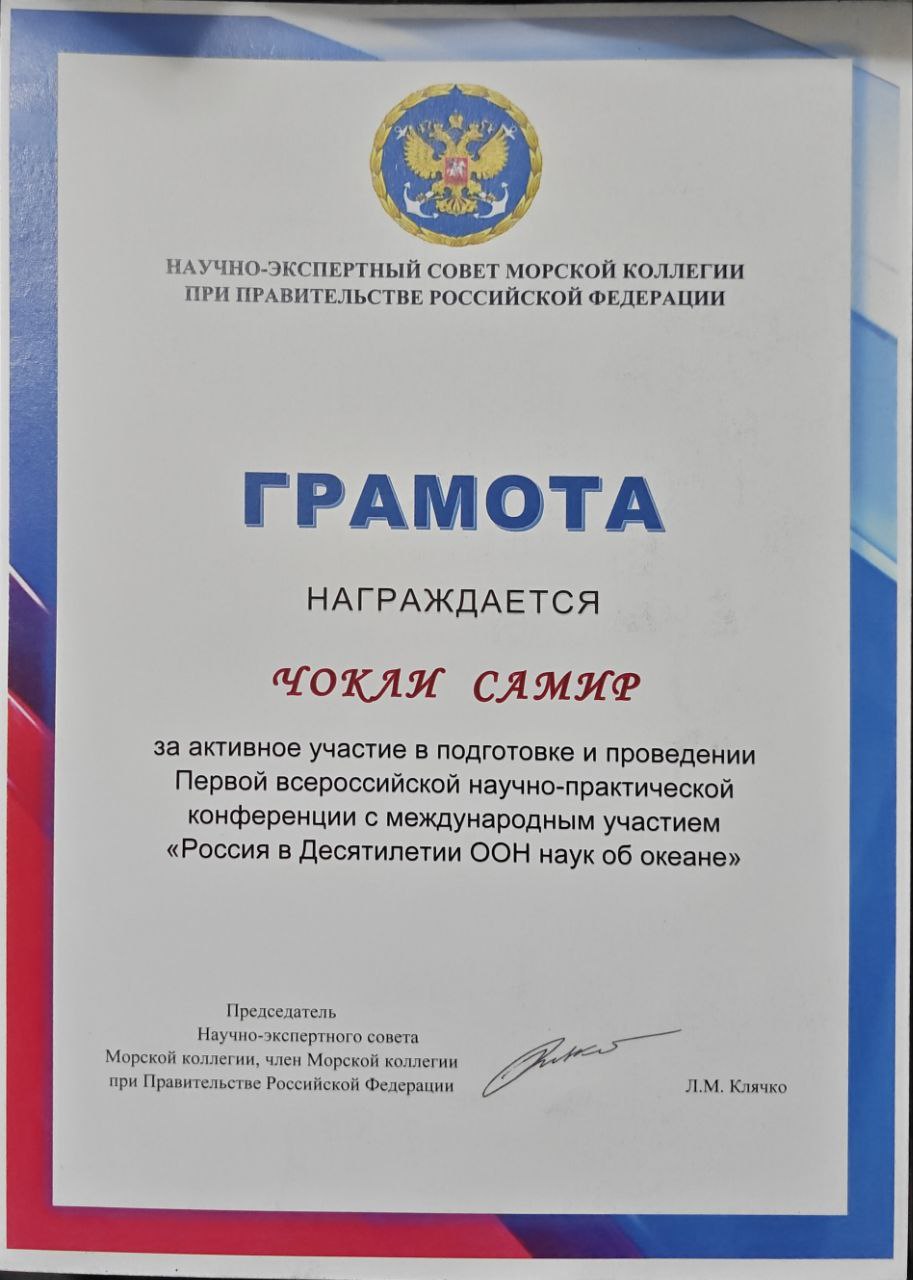 НАУЧНО-ЭКСПЕРТНЫЙ СОВЕТ МОРСКОЙ КОЛЛЕГИИ
ПРИ ПРАВИТЕЛЬСТВЕ РОССИЙСКОЙ ФЕДЕРАЦИИ
ГРАМОТА
НАГРАЖДАЕТСЯ
ЧОКЛИ САМИР
за активное участие в подготовке и проведении
Первой всероссийской научно-практической
конференции с международным участием
«Россия в Десятилетии ООН наук об океане»
Председатель
Научно-экспертного совета
Морской коллегии, член Морской коллегии
при Правительстве Российской Федерации
Л.М. Клячко